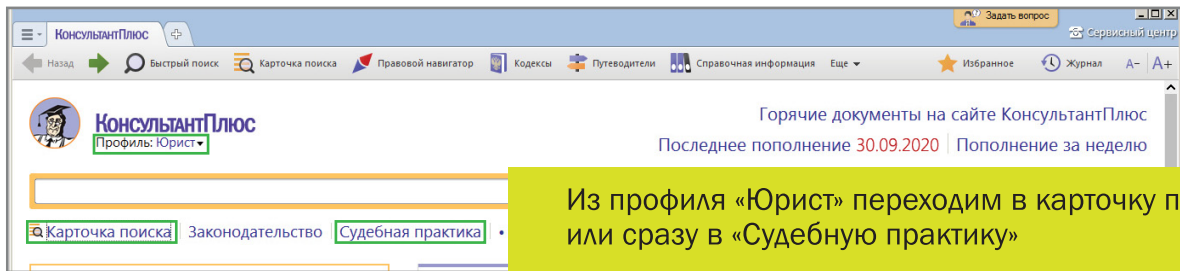 Задать вопрос
КонсультантПлюс
Сервисный центр
Назад Быстрый поиск Карточка поиска Правовой навигатор Кодексы Путеводители Справочная информация Еще Избранное Журнал А- А+
КонсультантПлюс
Профиль: Юрист
Горячие документы на сайте КонсультантПлюс
Последнее пополнение 30.09.2020 Пополнение за неделю
Карточка поиска Законодательство Судебная практика •
Из профиля «Юрист» переходим в карточку п
или сразу в «Судебную практику»